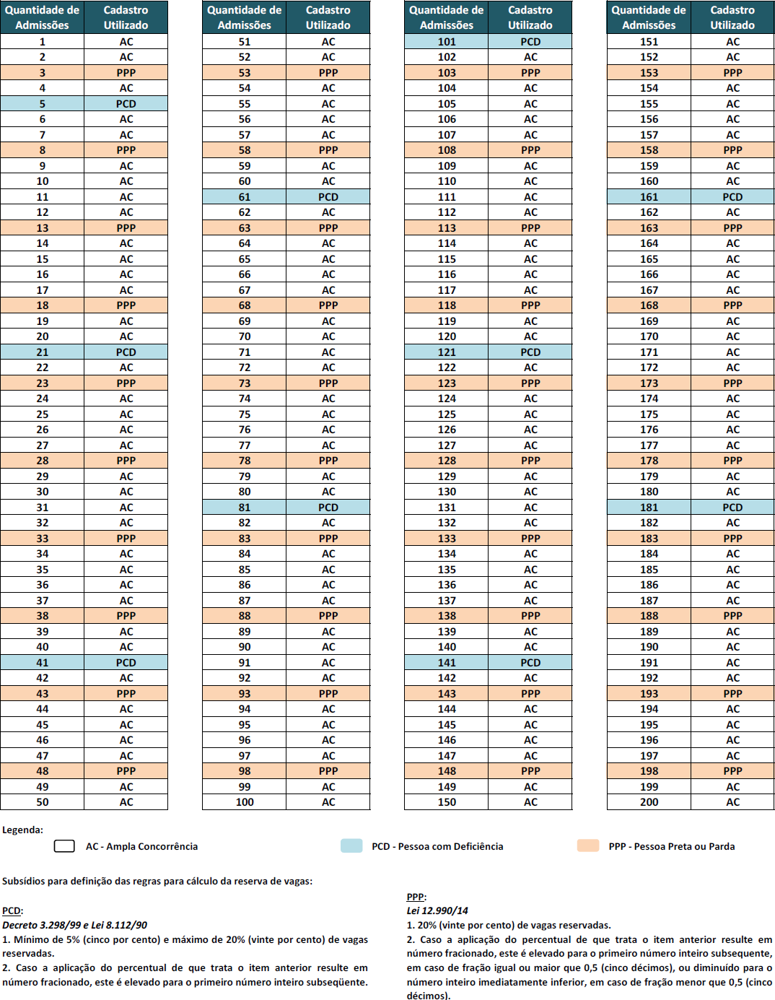 Quantidade de Admissões Cadastro Utilizado
1 AC
2 AC
3 PPP
4 AC
5 PCD
6 AC
7 AC
8 PPP
9 AC
10 AC
11 AC
12 AC
13 PPP
14 AC
15 AC
16 AC
17 AC
18 PPP
19 AC
20 AC
21 PCD
22 AC
23 PPP
24 AC
25 AC
26 AC
27 AC
28 PPP
29 AC
30 AC
31 AC
32 AC
33 PPP
34 AC
35 AC
36 AC
37 AC
38 PPP
39 AC
40 AC
41 PCD
42 AC
43 PPP
44 AC
45 AC
46 AC
47 AC
48 PPP
49 AC
50 AC
Quantidade de Admissões Cadastro Utilizado
51 AC
52 AC
53 PPP
54 AC
55 AC
56 AC
57 AC
58 PPP
59 AC
60 AC
61 PCD
62 AC
63 PPP
64 AC
65 AC
66 AC
67 AC
68 PPP
69 AC
70 AC
71 AC
72 AC
73 PPP
74 AC
75 AC
76 AC
77 AC
78 PPP
79 AC
80 AC
81 PCD
82 AC
83 PPP
84 AC
85 AC
86 AC
87 AC
88 PPP
89 AC
90 AC
91 AC
92 AC
93 PPP
94 AC
95 AC
96 AC
97 AC
98 PPP
99 AC
100 AC
Quantidade de Admissões Cadastro Utilizado
101 PCD
102 AC
103 PPP
104 AC
105 AC
106 AC
107 AC
108 PPP
109 AC
110 AC
111 AC
112 AC
113 PPP
114 AC
115 AC
116 AC
117 AC
118 PPP
119 AC
120 AC
121 PCD
122 AC
123 PPP
124 AC
125 AC
126 AC
127 AC
128 PPP
129 AC
130 AC
131 AC
132 AC
133 PPP
134 AC
135 AC
136 AC
137 AC
138 PPP
139 AC
140 AC
141 PCD
142 AC
143 PPP
144 AC
145 AC
146 AC
147 AC
148 PPP
149 AC
150 AC
Quantidade de Admissões Cadastro Utilizado
151 AC
152 AC
153 PPP
154 AC
155 AC
156 AC
157 AC
158 PPP
159 AC
160 AC
161 PCD
162 AC
163 PPP
164 AC
165 AC
166 AC
167 AC
168 PPP
169 AC
170 AC
171 AC
172 AC
173 PPP
174 AC
175 AC
176 AC
177 AC
178 PPP
179 AC
180 AC
181 PCD
182 AC
183 PPP
184 AC
185 AC
186 AC
187 AC
188 PPP
189 AC
190 AC
191 AC
192 AC
193 PPP
194 AC
195 AC
196 AC
197 AC
198 PPP
199 AC
200 AC
Legenda:
AC - Ampla Concorrência
PCD - Pessoa com Deficiência
PPP - Pessoa Preta ou Parda
Subsídios para definição das regras para cálculo da reserva de vagas:
PCD:
Decreto 3.298/99 e Lei 8.112/90
1. Mínimo de 5% (cinco por cento) e máximo de 20% (vinte por cento) de vagas
reservadas.
2. Caso a aplicação do percentual de que trata o item anterior resulte em
número fracionado, este é elevado para o primeiro número inteiro subseqüente.
PPP:
Lei 12.990/14
1. 20% (vinte por cento) de vagas reservadas.
2. Caso a aplicação do percentual de que trata o item anterior resulte em
número fracionado, este é elevado para o primeiro número inteiro subsequente,
em caso de fração igual ou maior que 0,5 (cinco décimos), ou diminuído para o
número inteiro imediatamente inferior, em caso de fração menor que 0,5 (cinco
décimos).